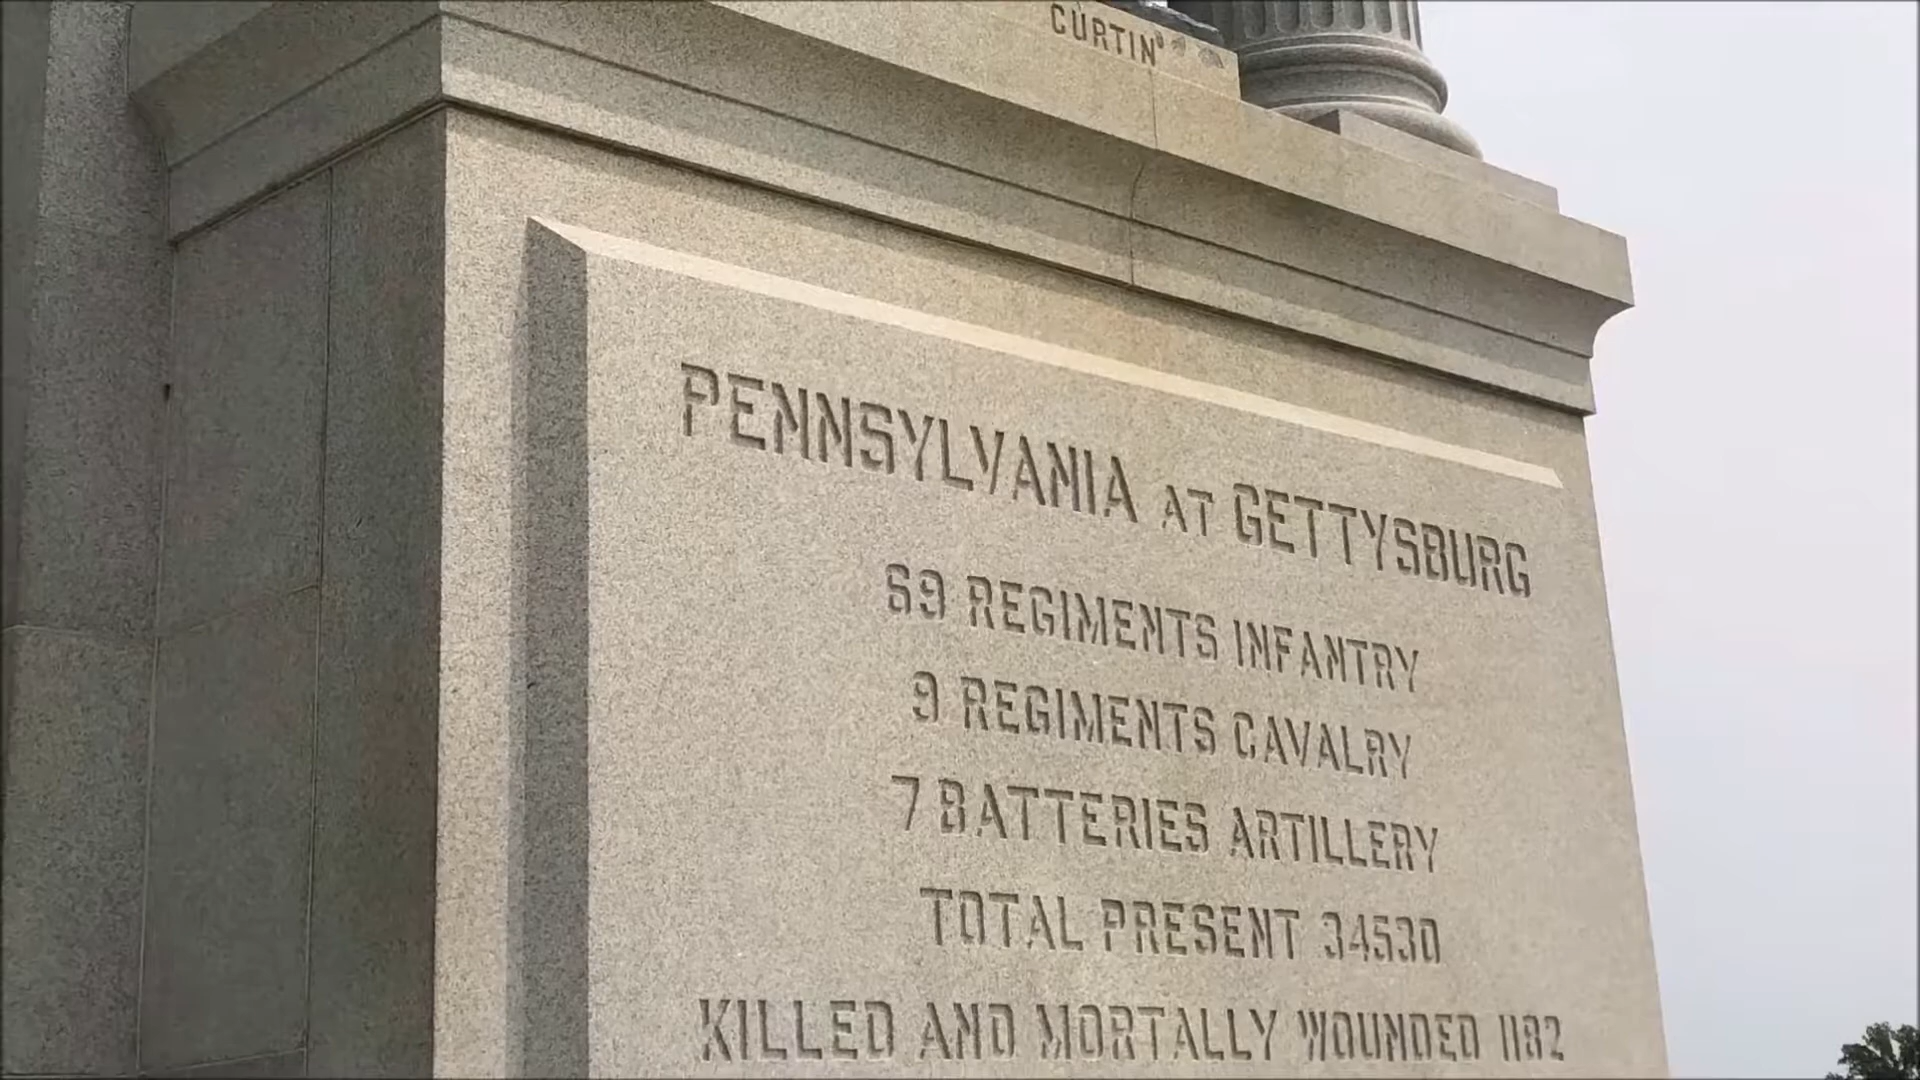 CURTIN
PENNSYLVANIA AT GETTYSBURG
69 REGIMENTS INFANTRY
9 REGIMENTS CAVALRY
7 BATTERIES ARTILLERY
TOTAL PRESENT 34530
KILLED AND MORTALLY WOUNDED 1182